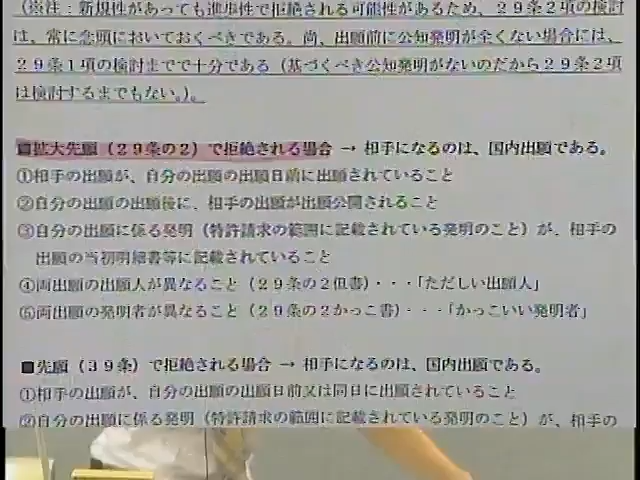 (※注：新規性があっても進歩性で拒絶される可能性があるため、２９条２項の検討
は、常に念頭においておくべきである。尚、出願前に公知発明が全くない場合には、
２９条１項の検討までで十分である（基づくべき公知発明がないのだから２９条２項
は検討するまでもない。）。
■拡大先願（２９条の２）で拒絶される場合 → 相手になるのは、国内出願である。
①相手の出願が、自分の出願の出願日前に出願されていること
②自分の出願の出願後に、相手の出願が出願公開されること
③自分の出願に係る発明（特許請求の範囲に記載されている発明のこと）が、相手の
出願の当初明細書等に記載されていること
④両出願の出願人が異なること（２９条の２但書）・・・「ただしい出願人」
⑤両出願の発明者が異なること（２９条の２かっこ書）・・・「かっこいい発明者」
■先願（３９条）で拒絶される場合 → 相手になるのは、国内出願である。
①相手の出願が、自分の出願の出願日前又は同日に出願されていること
②自分の出願に係る発明（特許請求の範囲に記載されている発明のこと）が、相手の